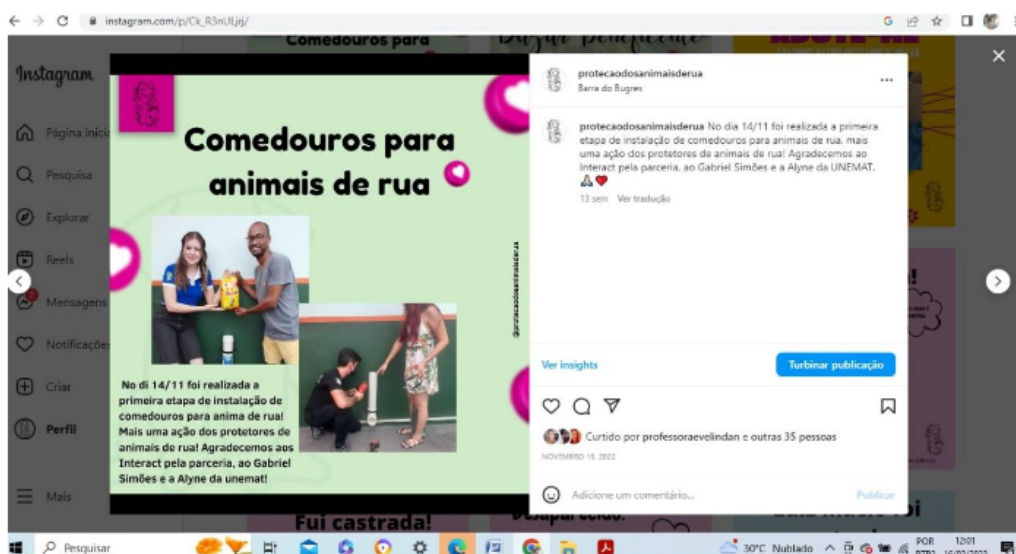 instagram.com/p/Ck_R3nULjrj/
Instagram
Página inicia
Pesquisa
Explorar
Reels
Mensagens
Notificações
Criar
Perfil
Mais
Comedouros para
Comedouros para
animais de rua
@protecaodosanimaisderua
No di 14/11 foi realizada a
primeira etapa de instalação de
comedouros para anima de rua!
Mais uma ação dos protetores de
animais de rua! Agradecemos aos
Interact pela parceria, ao Gabriel
Simões e a Alyne da unemat!
Fui castrada!
protecaodosanimaisderua
Barra do Bugres
protecaodosanimaisderua No dia 14/11 foi realizada a primeira
etapa de instalação de comedouros para animais de rua, mais
uma ação dos protetores de animais de rua! Agradecemos ao
Interact pela parceria, ao Gabriel Simões e a Alyne da UNEMAT.
13 sem Ver tradução
Ver insights
Turbinar publicação
Curtido por professoraevelindan e outras 35 pessoas
NOVEMBRO 15, 2022
Adicione um comentário...
Publicar
Pesquisar
30°C Nublado
POR
12:01
PTB2
16/02/2023